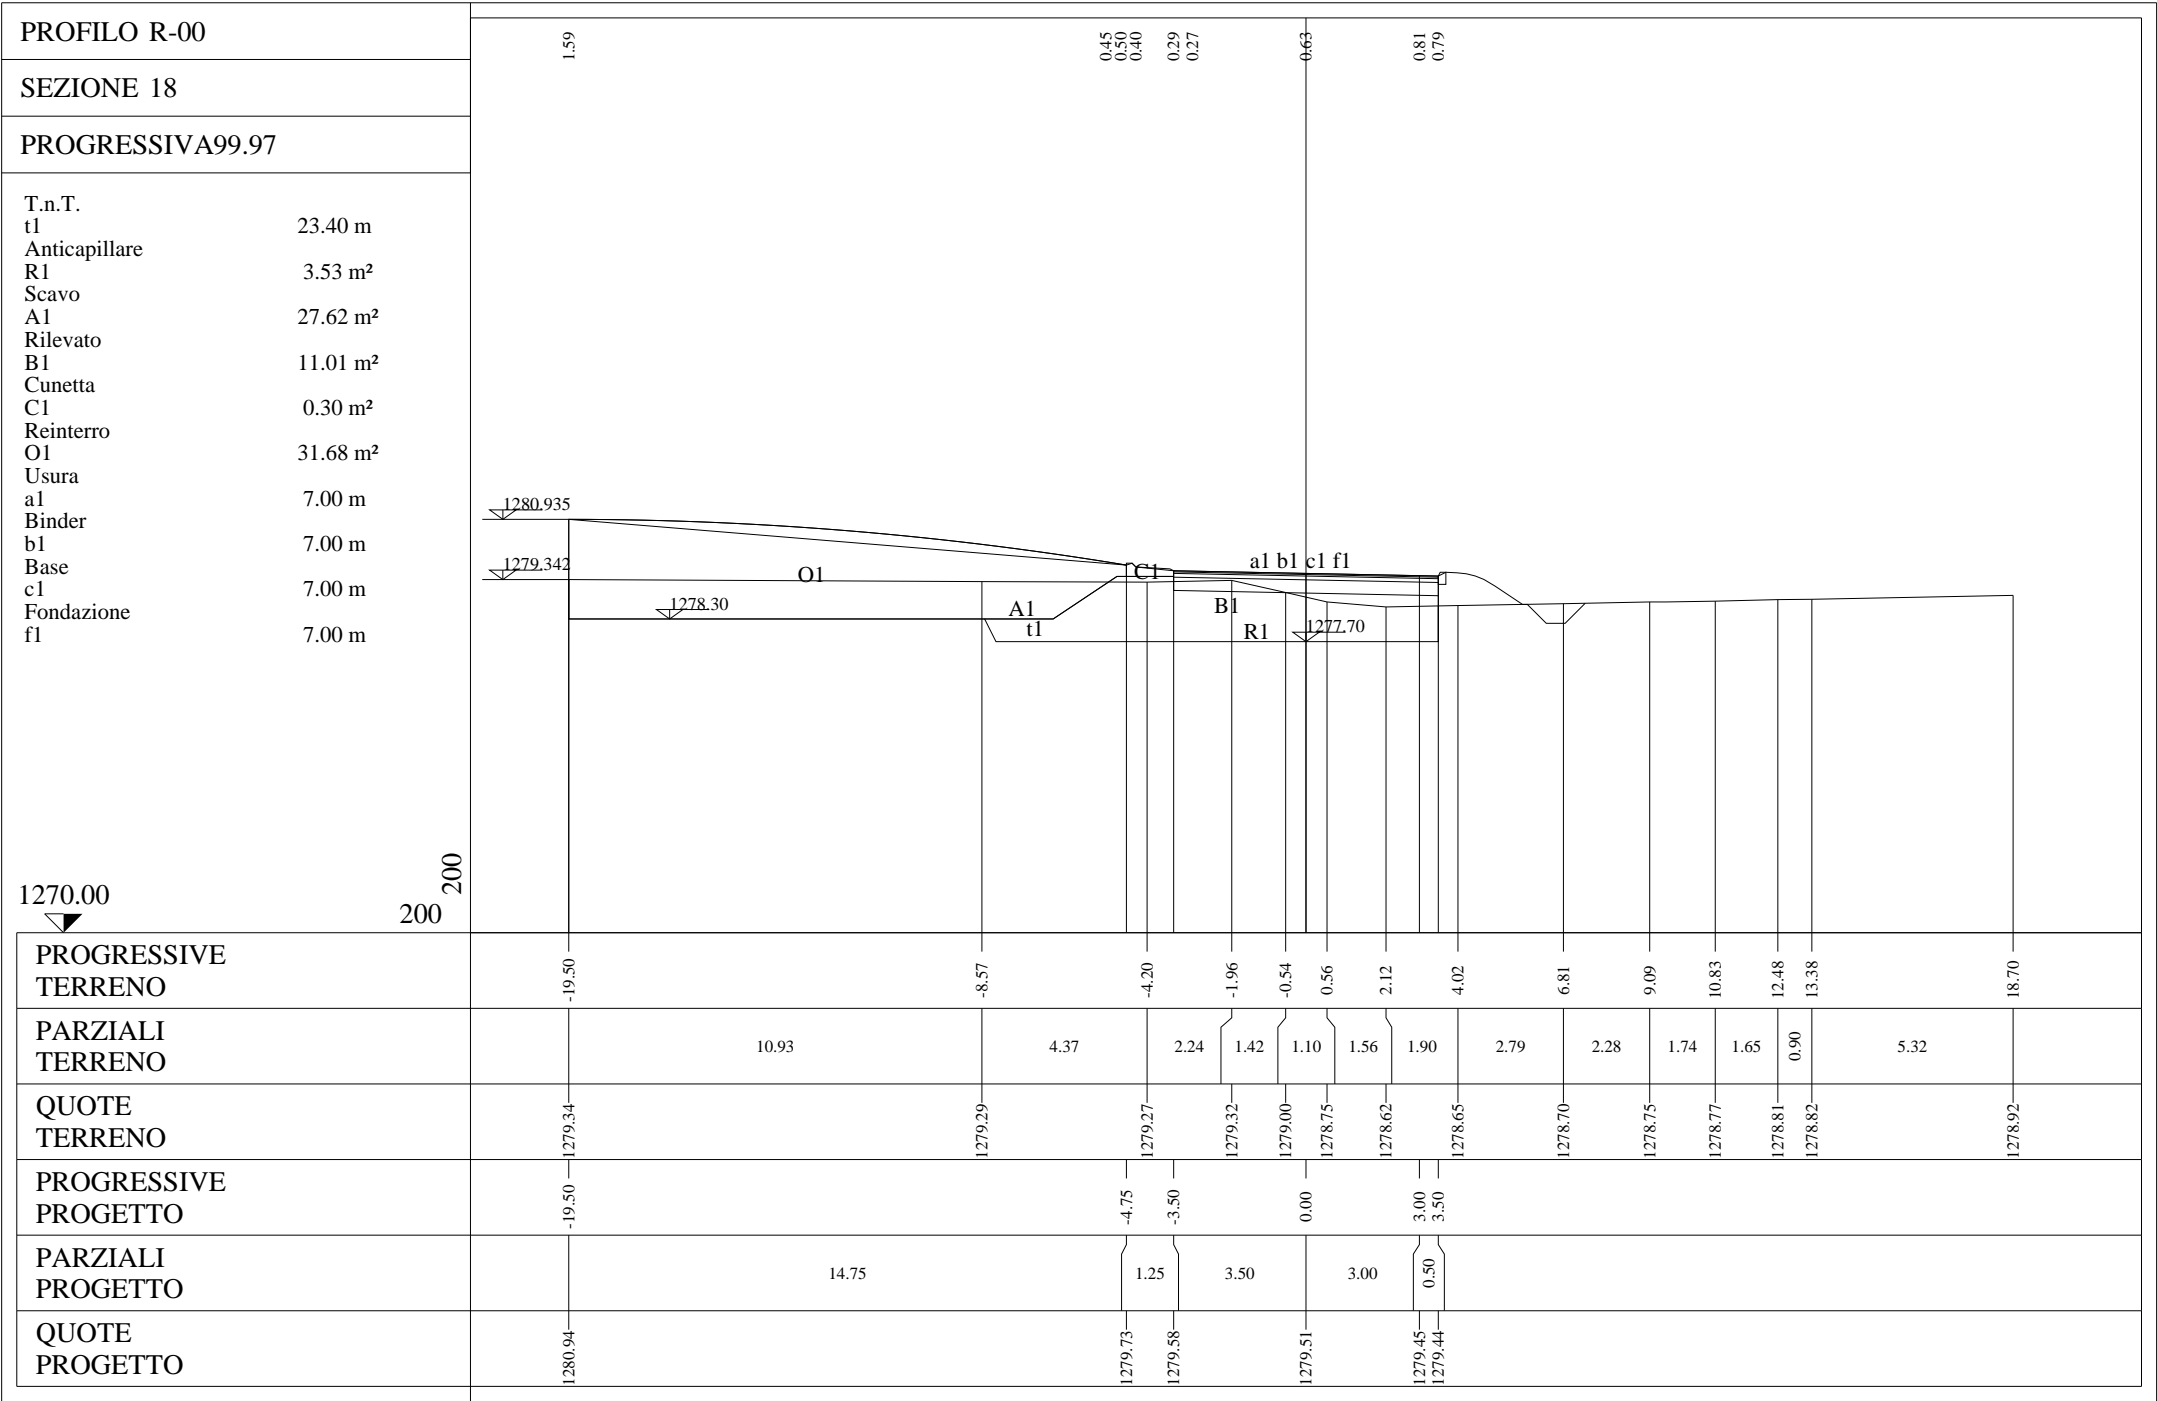 PROFILO R-00
SEZIONE 18
PROGRESSIVA99.97
T.n.T.
t1 23.40 m
Anticapillare
R1 3.53 m²
Scavo
A1 27.62 m²
Rilevato
B1 11.01 m²
Cunetta
C1 0.30 m²
Reinterro
O1 31.68 m²
Usura
a1 7.00 m
Binder
b1 7.00 m
Base
c1 7.00 m
Fondazione
f1 7.00 m
1.59 0.45 0.50 0.40 0.29 0.27 0.63 0.81 0.79
1280.935
1279.342
O1
C1
a1 b1 c1 f1
1278.30
A1
B1
t1
R1
1277.70
200
1270.00
200
PROGRESSIVE
TERRENO
-19.50 -8.57 -4.20 -1.96 -0.54 0.56 2.12 4.02 6.81 9.09 10.83 12.48 13.38 18.70
PARZIALI
TERRENO
10.93 4.37 2.24 1.42 1.10 1.56 1.90 2.79 2.28 1.74 1.65 0.90 5.32
QUOTE
TERRENO
1279.34 1279.29 1279.27 1279.32 1279.00 1278.75 1278.62 1278.65 1278.70 1278.75 1278.77 1278.81 1278.82 1278.92
PROGRESSIVE
PROGETTO
-19.50 -4.75 -3.50 0.00 3.00 3.50
PARZIALI
PROGETTO
14.75 1.25 3.50 3.00 0.50
QUOTE
PROGETTO
1280.94 1279.73 1279.58 1279.51 1279.45 1279.44